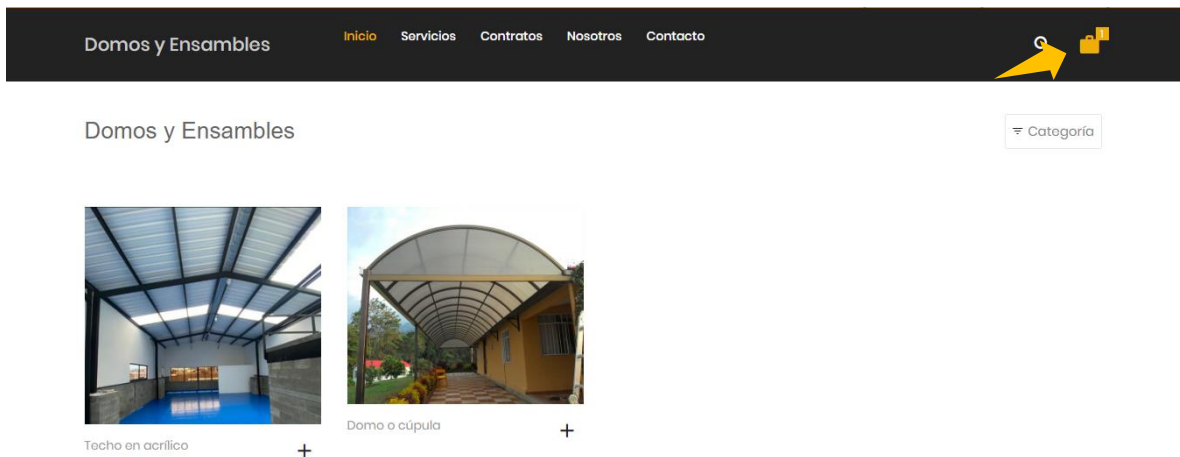 Domos y Ensambles
Inicio Servicios Contratos Nosotros Contacto
1
Domos y Ensambles
Categoría
Techo en acrílico
+
Domo o cúpula
+